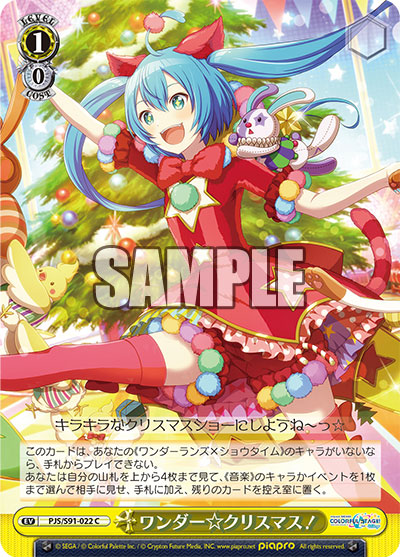 LEVEL
1
0
COST
SAMPLE
キラキラなクリスマスショーにしようね～っ☆
このカードは、あなたの《ワンダーランズ×ショウタイム》のキャラがいないなら、手札からプレイできない。
あなたは自分の山札を上から4枚まで見て、《音楽》のキャラかイベントを1枚まで選んで相手に見せ、手札に加え、残りのカードを控室に置く。
EV PJS/S91-022 C ワンダー☆クリスマス!
COLORFUL STAGE!
© SEGA / © Colorful Palette Inc. / © Crypton Future Media, INC. www.piapro.net piapro All rights reserved.